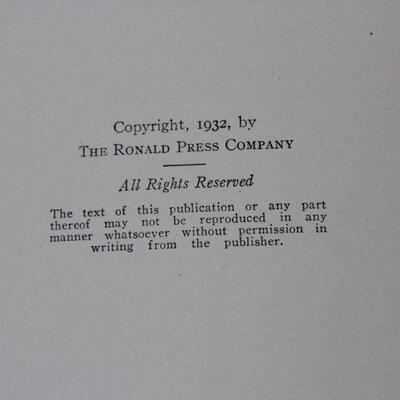 Copyright, 1932, by
The Ronald Press Company
All Rights Reserved
The text of this publication or any part
thereof may not be reproduced in any
manner whatsoever without permission in
writing from the publisher.